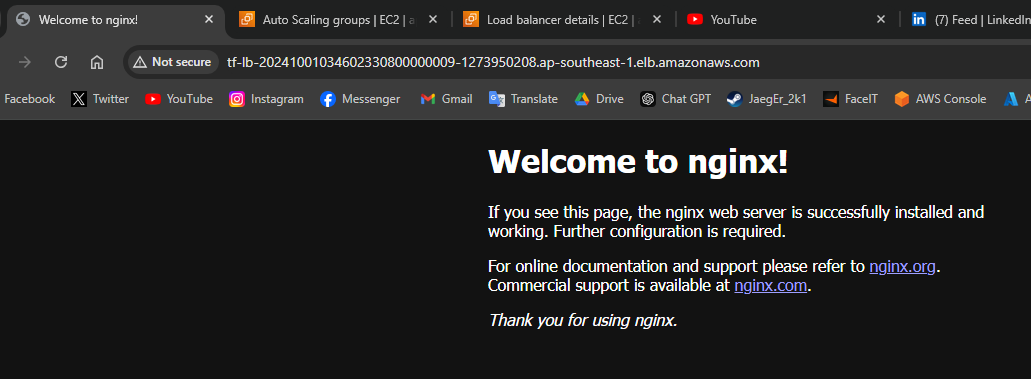 Welcome to nginx!
Auto Scaling groups | EC2 | a
Load balancer details | EC2 |
YouTube
(7) Feed | LinkedIn
Not secure
tf-lb-20241001034602330800000009-1273950208.ap-southeast-1.elb.amazonaws.com
Facebook
Twitter
YouTube
Instagram
Messenger
Gmail
Translate
Drive
Chat GPT
JaegEr_2k1
FaceIT
AWS Console
Welcome to nginx!
If you see this page, the nginx web server is successfully installed and
working. Further configuration is required.
For online documentation and support please refer to nginx.org.
Commercial support is available at nginx.com.
Thank you for using nginx.